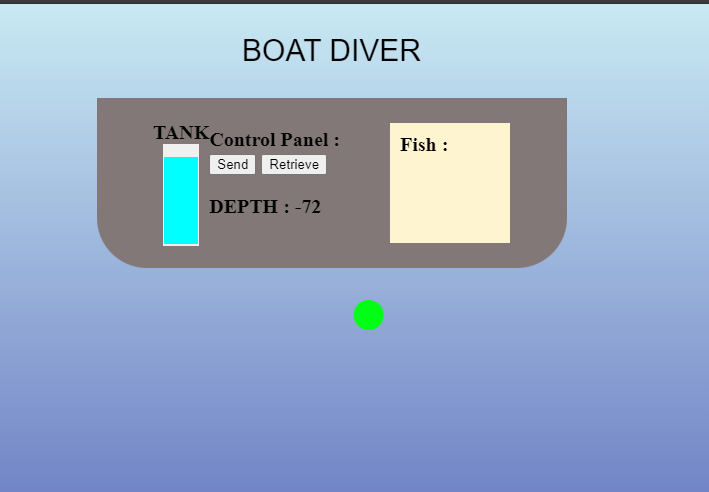 BOAT DIVER
TANK
Control Panel :
Send Retrieve
DEPTH : -72
Fish :